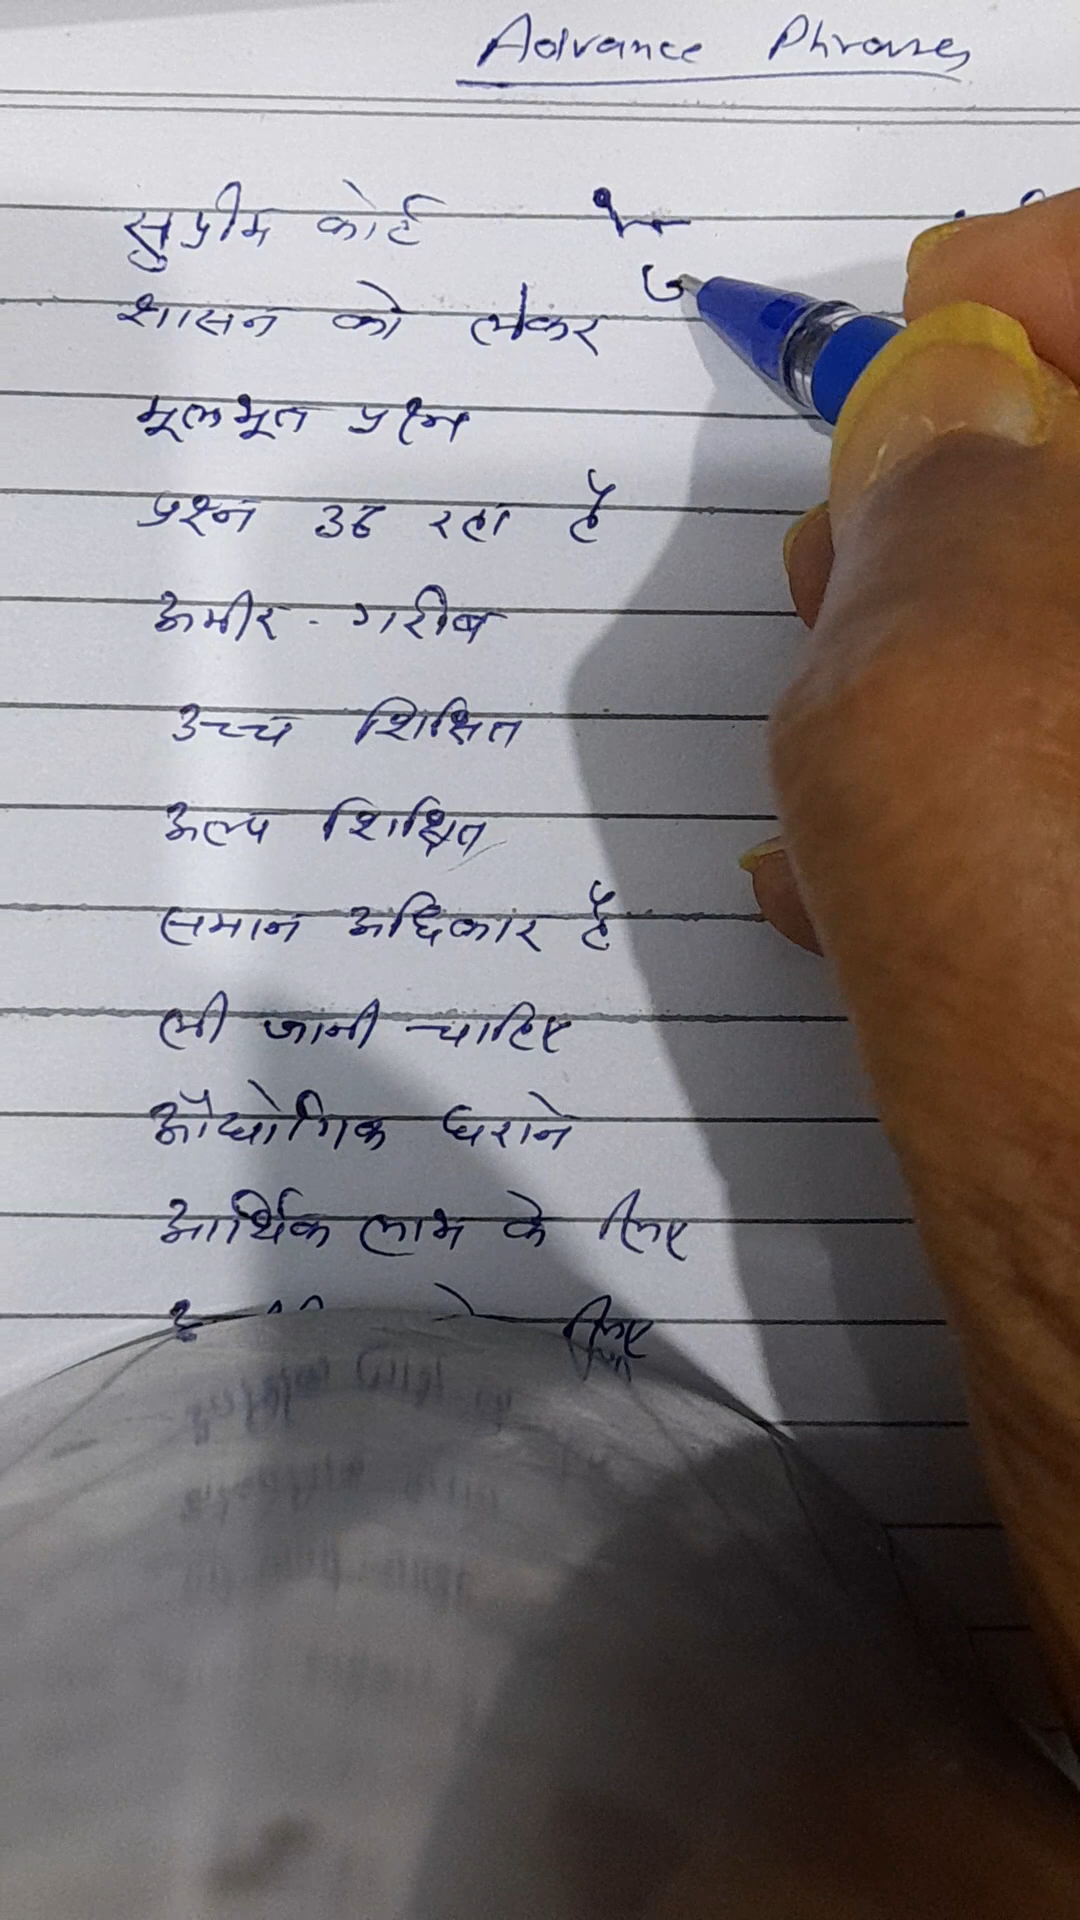 Advance Phrases
सुप्रीम कोर्ट
शासन को लेकर
मूलभूत प्रश्न
प्रश्न उठ रहा है
अमीर - गरीब
उच्च शिक्षित
अल्प शिक्षित
समान अधिकार है
ली जानी चाहिए
औद्योगिक घराने
आर्थिक लाभ के लिए
लिए